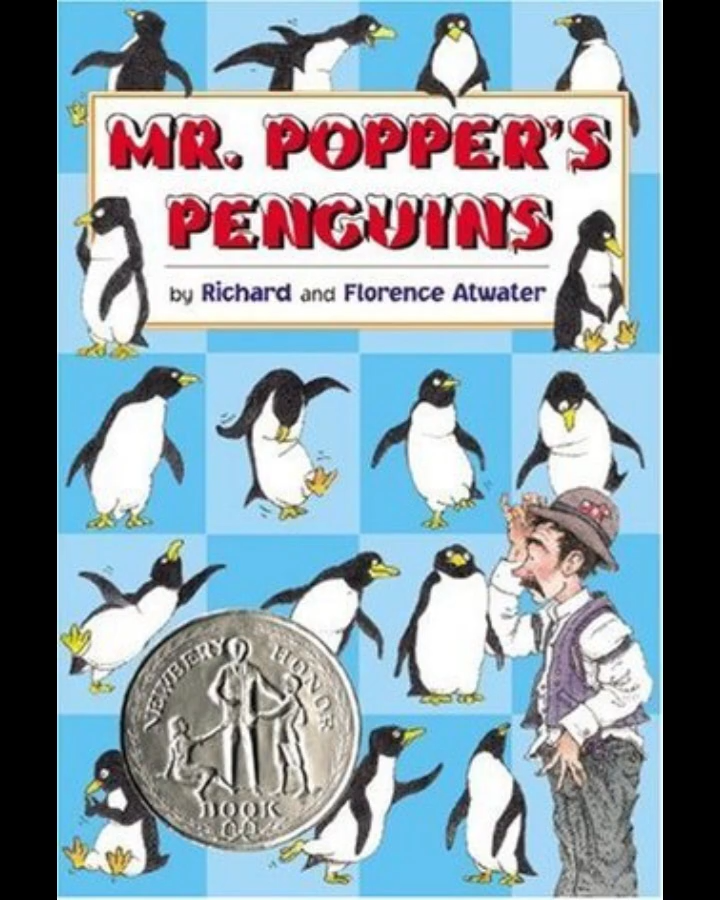 MR. POPPER'S
PENGUINS
by Richard and Florence Atwater
NEWBERY HONOR
BOOK